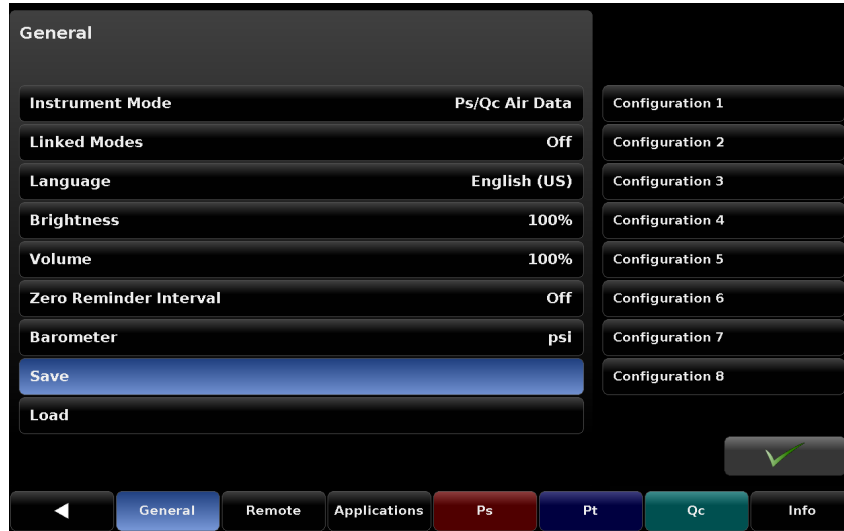 General
Instrument Mode Ps/Qc Air Data
Linked Modes Off
Language English (US)
Brightness 100%
Volume 100%
Zero Reminder Interval Off
Barometer psi
Save
Load
Configuration 1
Configuration 2
Configuration 3
Configuration 4
Configuration 5
Configuration 6
Configuration 7
Configuration 8
General Remote Applications Ps Pt Qc Info